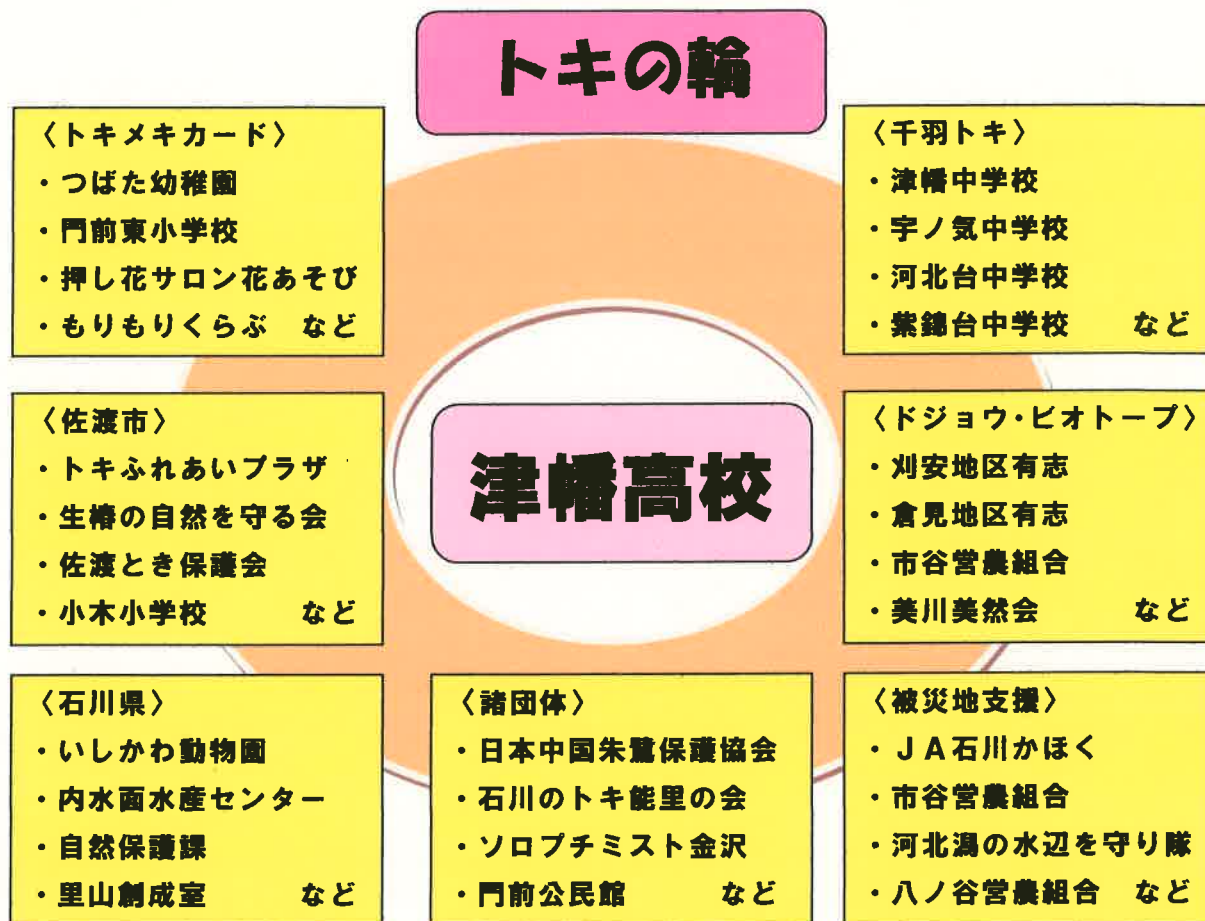 トキの輪
〈トキメキカード〉
・つばた幼稚園
・門前東小学校
・押し花サロン花あそび
・もりもりくらぶ　など
〈千羽トキ〉
・津幡中学校
・宇ノ気中学校
・河北台中学校
・紫錦台中学校　など
〈佐渡市〉
・トキふれあいプラザ
・生椿の自然を守る会
・佐渡とき保護会
・小木小学校　など
津幡高校
〈ドジョウ・ビオトープ〉
・刈安地区有志
・倉見地区有志
・市谷営農組合
・美川美然会　など
〈石川県〉
・いしかわ動物園
・内水面水産センター
・自然保護課
・里山創成室　など
〈諸団体〉
・日本中国朱鷺保護協会
・石川のトキ能里の会
・ソロプチミスト金沢
・門前公民館　など
〈被災地支援〉
・ＪＡ石川かほく
・市谷営農組合
・河北潟の水辺を守り隊
・八ノ谷営農組合　など